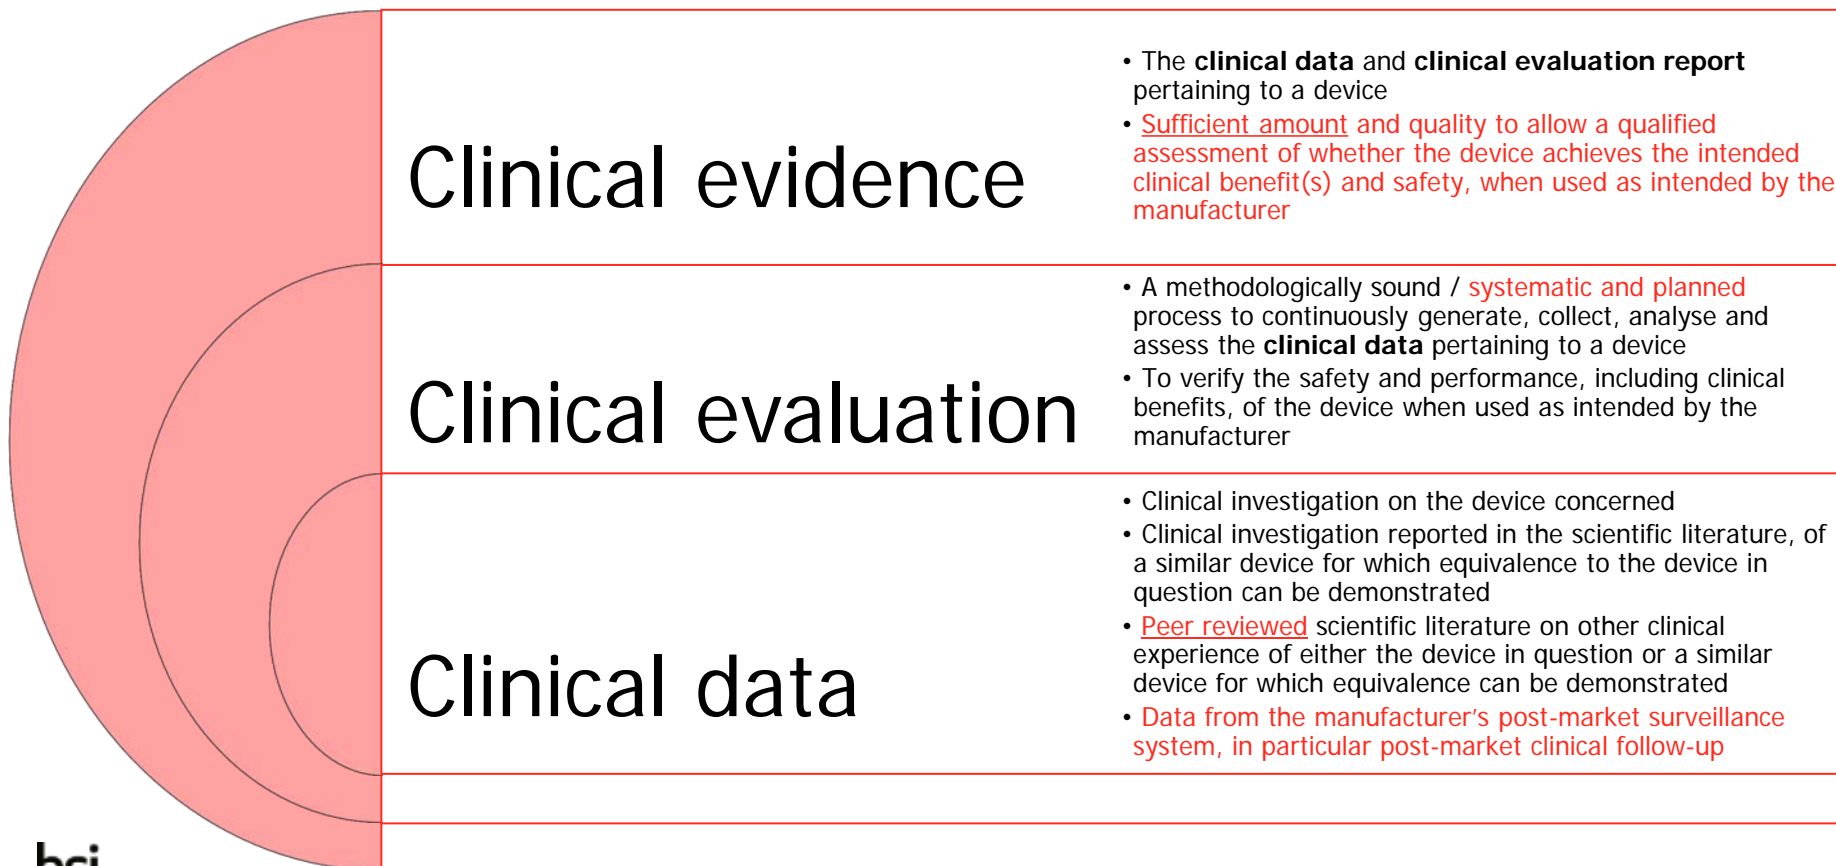 Clinical evidence
• The clinical data and clinical evaluation report
pertaining to a device
• Sufficient amount and quality to allow a qualified
assessment of whether the device achieves the intended
clinical benefit(s) and safety, when used as intended by the
manufacturer
Clinical evaluation
• A methodologically sound / systematic and planned
process to continuously generate, collect, analyse and
assess the clinical data pertaining to a device
• To verify the safety and performance, including clinical
benefits, of the device when used as intended by the
manufacturer
Clinical data
• Clinical investigation on the device concerned
• Clinical investigation reported in the scientific literature, of
a similar device for which equivalence to the device in
question can be demonstrated
• Peer reviewed scientific literature on other clinical
experience of either the device in question or a similar
device for which equivalence can be demonstrated
• Data from the manufacturer’s post-market surveillance
system, in particular post-market clinical follow-up
bsi